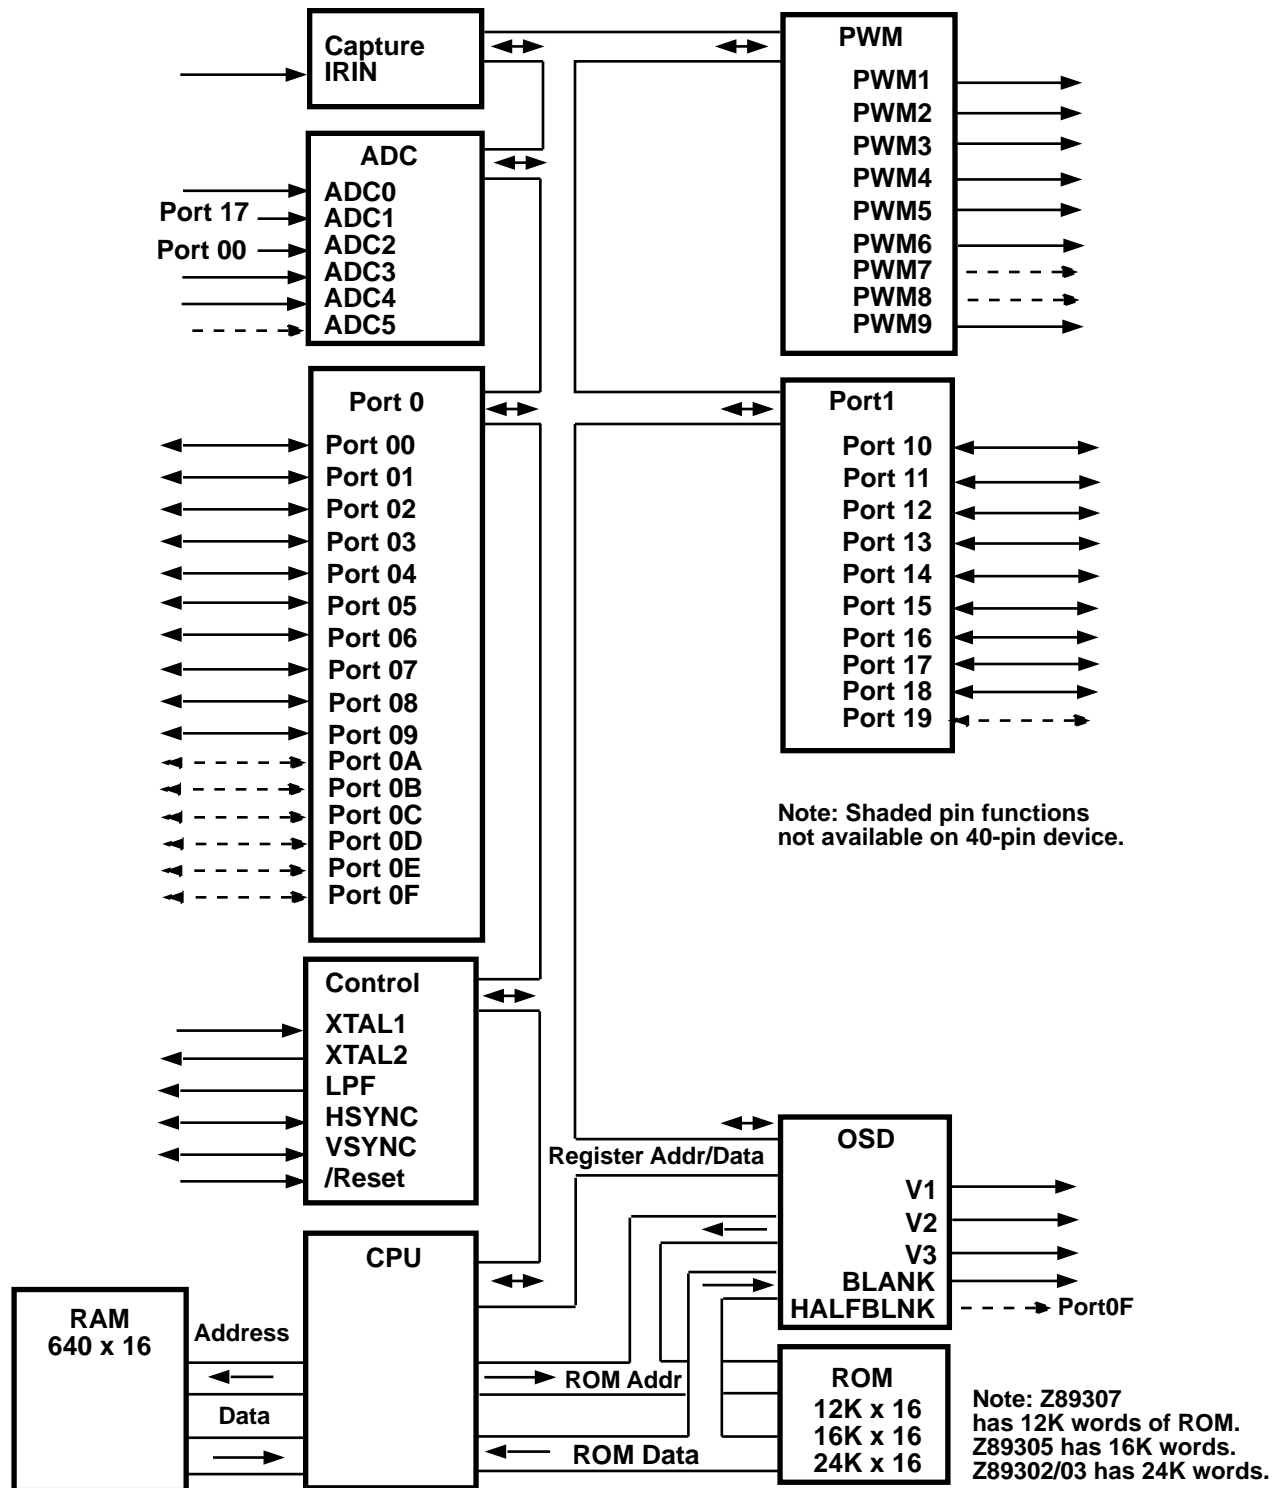 Capture
IRIN
ADC
ADC0
Port 17
ADC1
Port 00
ADC2
ADC3
ADC4
ADC5
Port 0
Port 00
Port 01
Port 02
Port 03
Port 04
Port 05
Port 06
Port 07
Port 08
Port 09
Port 0A
Port 0B
Port 0C
Port 0D
Port 0E
Port 0F
Control
XTAL1
XTAL2
LPF
HSYNC
VSYNC
/Reset
CPU
RAM
640 x 16
Address
Data
PWM
PWM1
PWM2
PWM3
PWM4
PWM5
PWM6
PWM7
PWM8
PWM9
Port1
Port 10
Port 11
Port 12
Port 13
Port 14
Port 15
Port 16
Port 17
Port 18
Port 19
Note: Shaded pin functions
not available on 40-pin device.
Register Addr/Data
OSD
V1
V2
V3
BLANK
HALFBLNK
Port0F
ROM Addr
ROM Data
ROM
12K x 16
16K x 16
24K x 16
Note: Z89307
has 12K words of ROM.
Z89305 has 16K words.
Z89302/03 has 24K words.